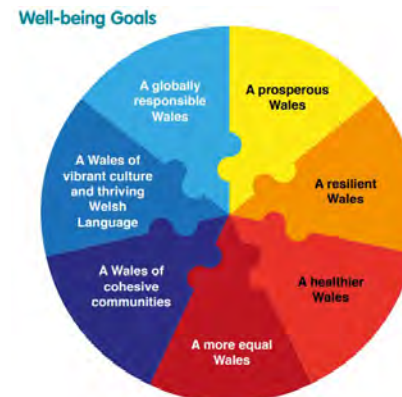 Well-being Goals
A globally
responsible
Wales
A prosperous
Wales
A Wales of
vibrant culture
and thriving
Welsh
Language
A resilient
Wales
A Wales of
cohesive
communities
A healthier
Wales
A more equal
Wales